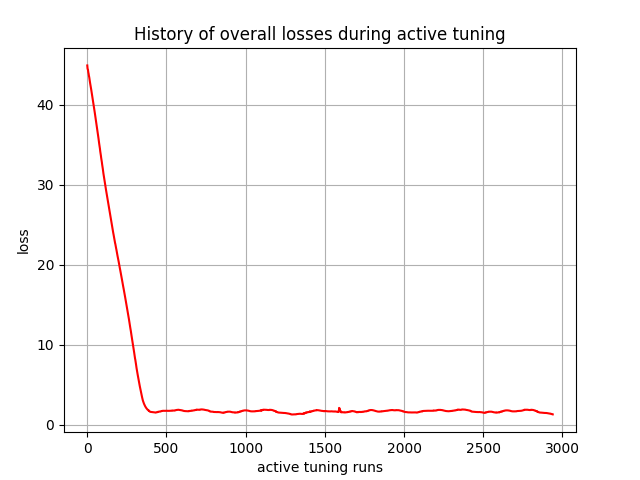 History of overall losses during active tuning
40
30
20
10
0
loss
0 500 1000 1500 2000 2500 3000
active tuning runs